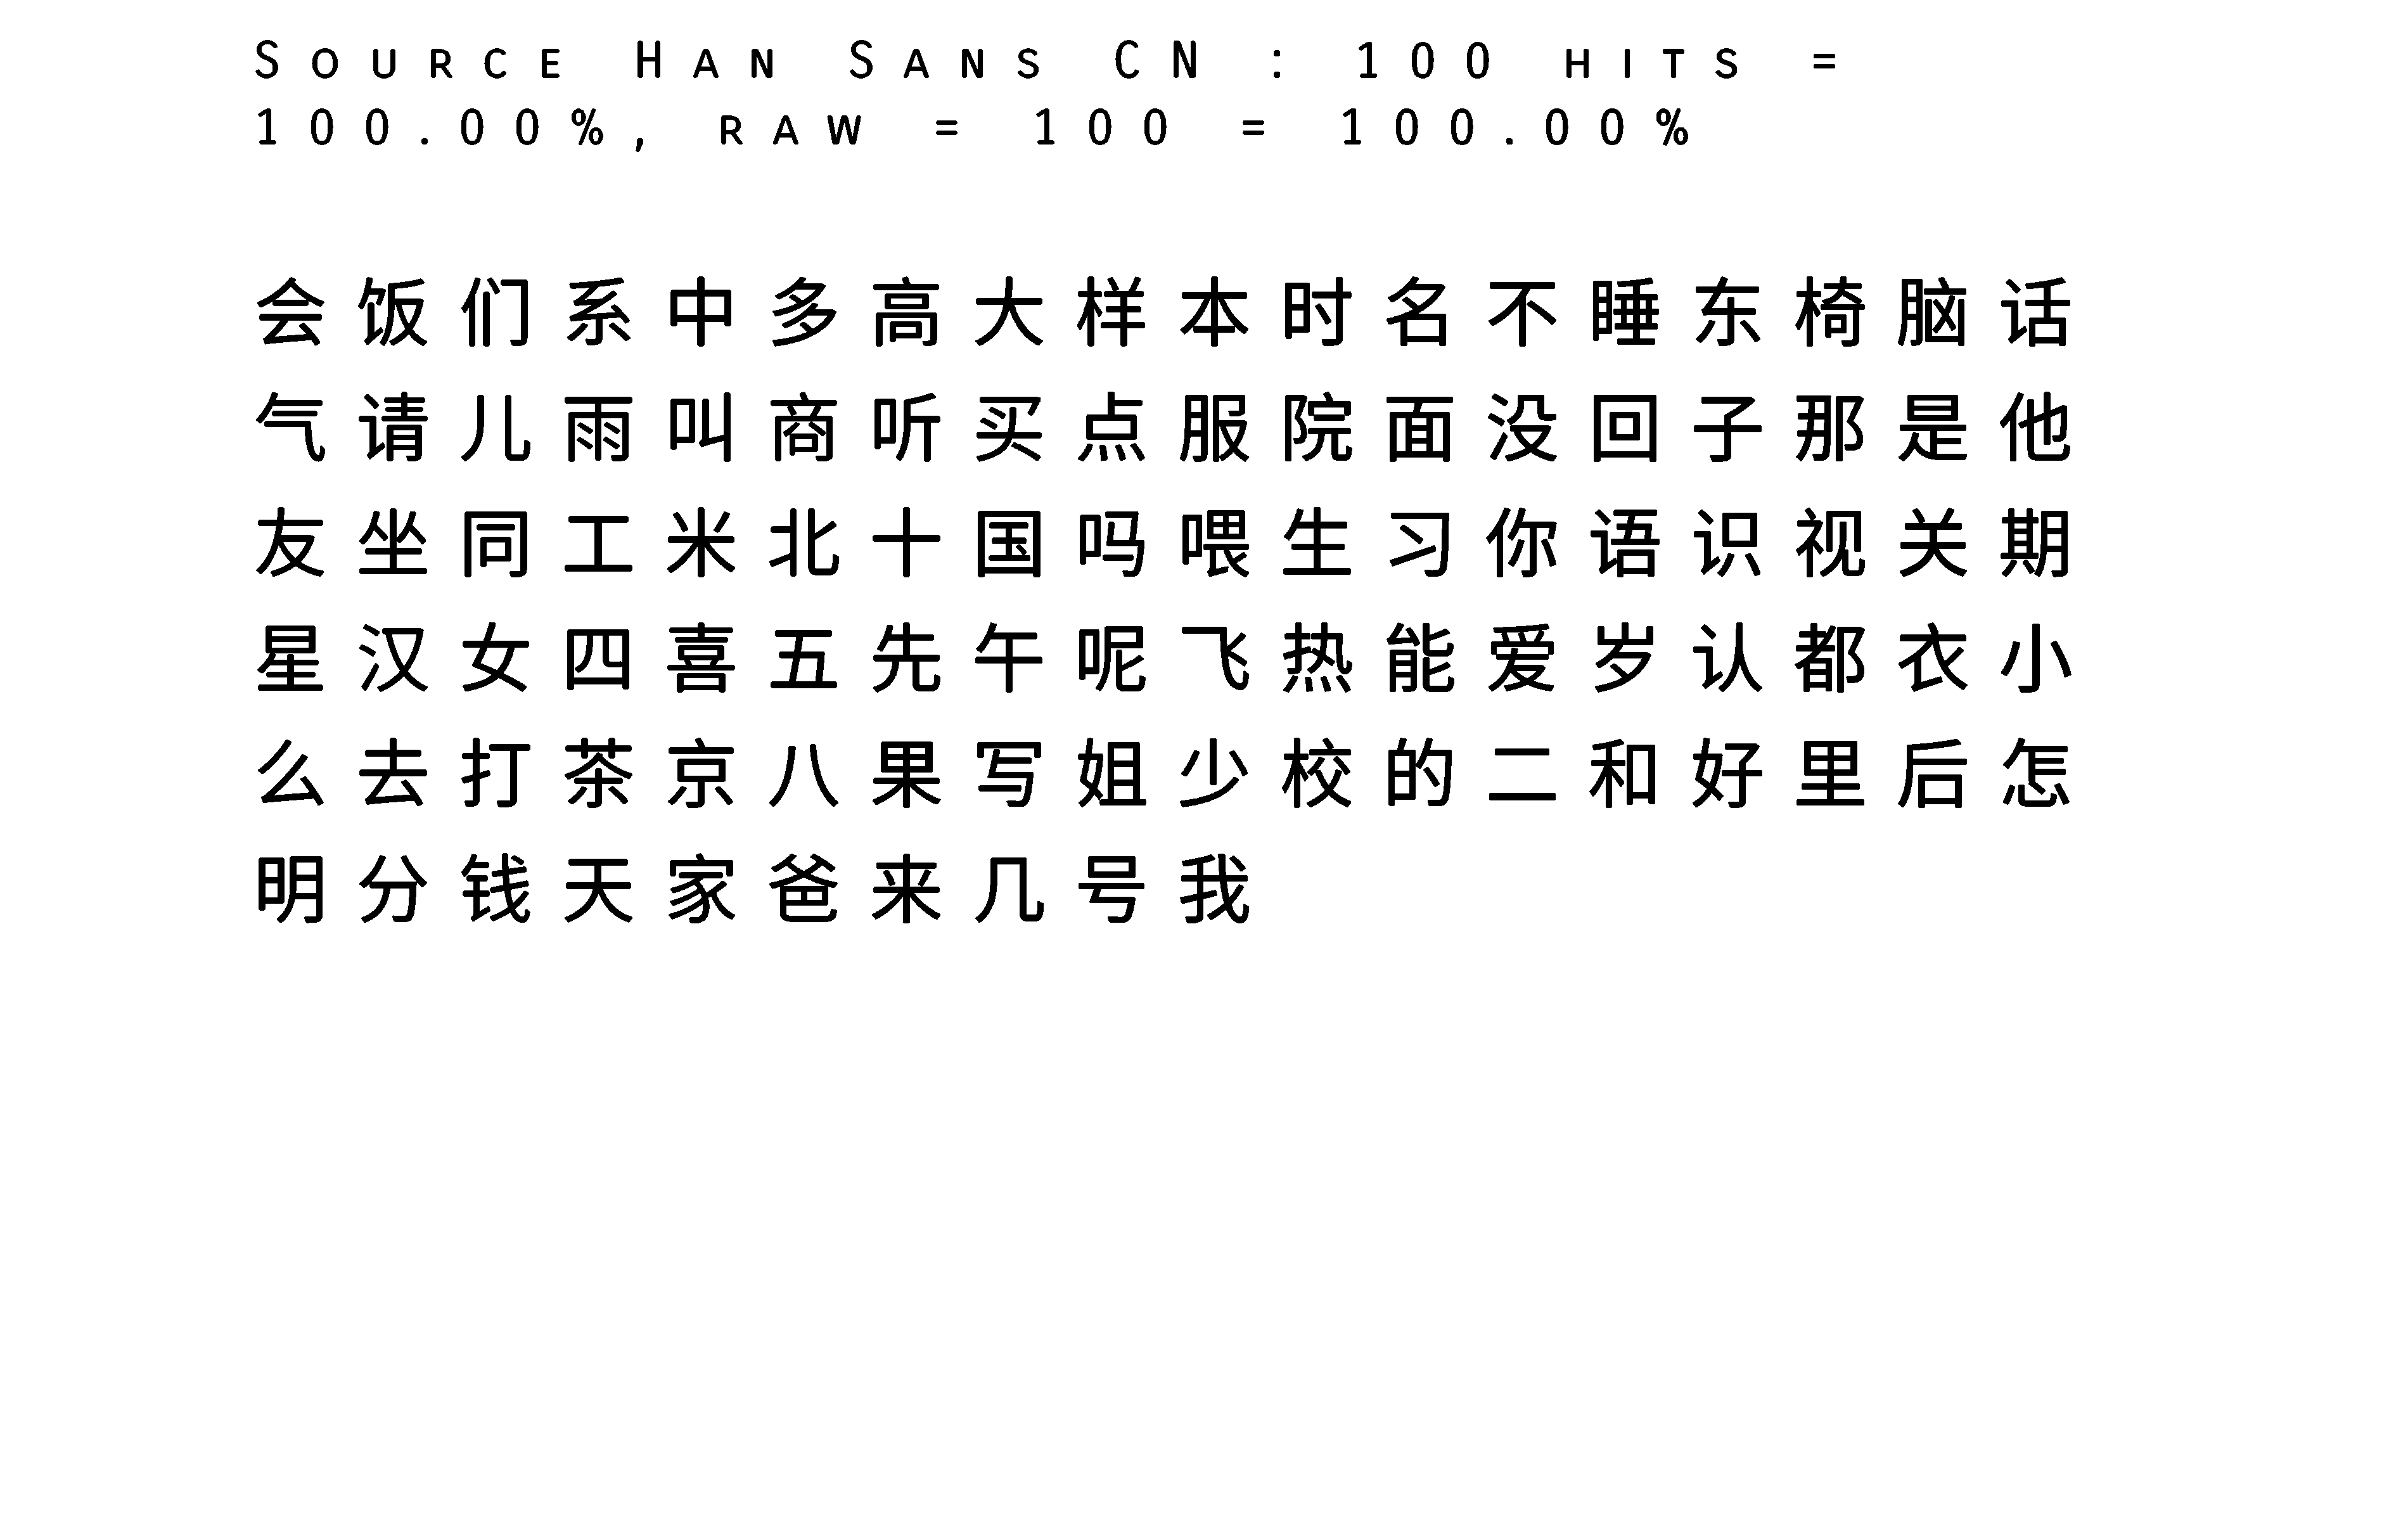 Source Han Sans CN : 100 hits =
100.00%, raw = 100 = 100.00%
会饭们系中多高大样本时名不睡东椅脑话
气请儿雨叫商听买点服院面没回子那是他
友坐同工米北十国吗喂生习你语识视关期
星汉女四喜五先午呢飞热能爱岁认都衣小
么去打茶京八果写姐少校的二和好里后怎
明分钱天家爸来几号我